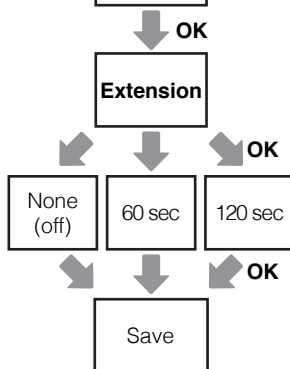 OK
Extension
OK
None
(off)
60 sec
120 sec
OK
Save